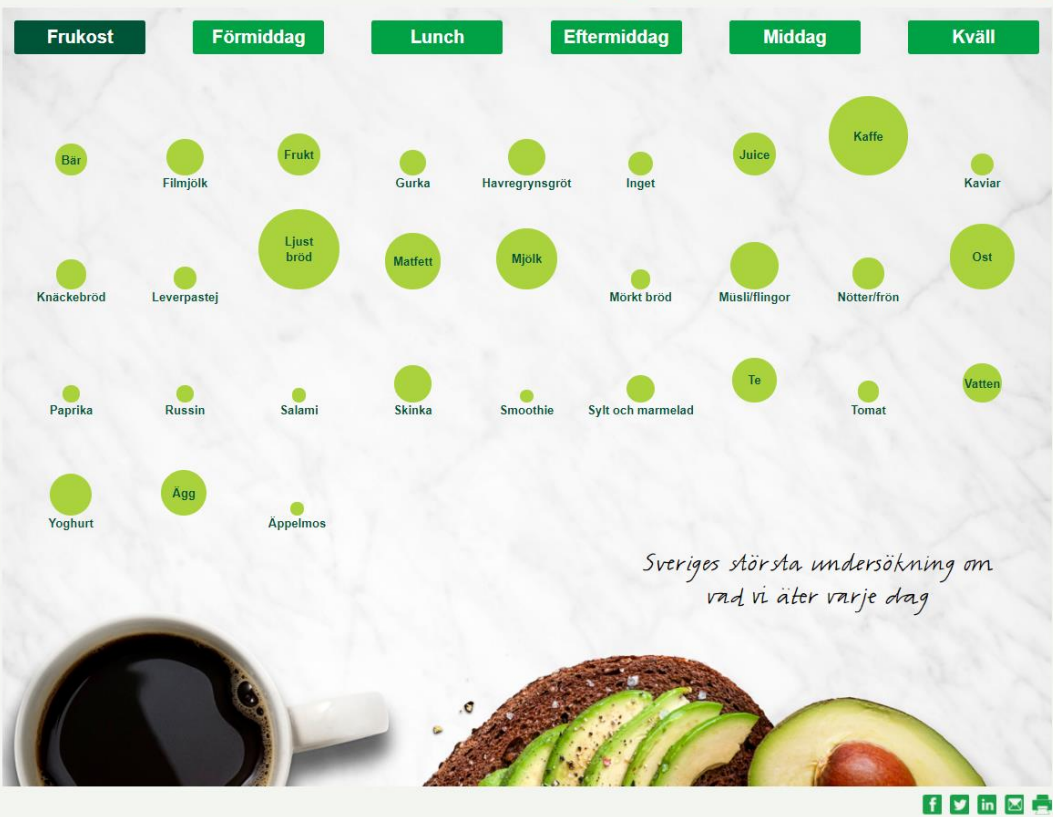 Frukost
Förmiddag
Lunch
Eftermiddag
Middag
Kväll
Bär
Filmjölk
Frukt
Gurka
Havregrynsgröt
Inget
Juice
Kaffe
Kaviar
Knäckebröd
Leverpastej
Ljust
bröd
Matfett
Mjölk
Mörkt bröd
Müsli/flingor
Nötter/frön
Ost
Paprika
Russin
Salami
Skinka
Smoothie
Sylt och marmelad
Te
Tomat
Vatten
Yoghurt
Ägg
Äppelmos
Sveriges största undersökning om
vad vi äter varje dag